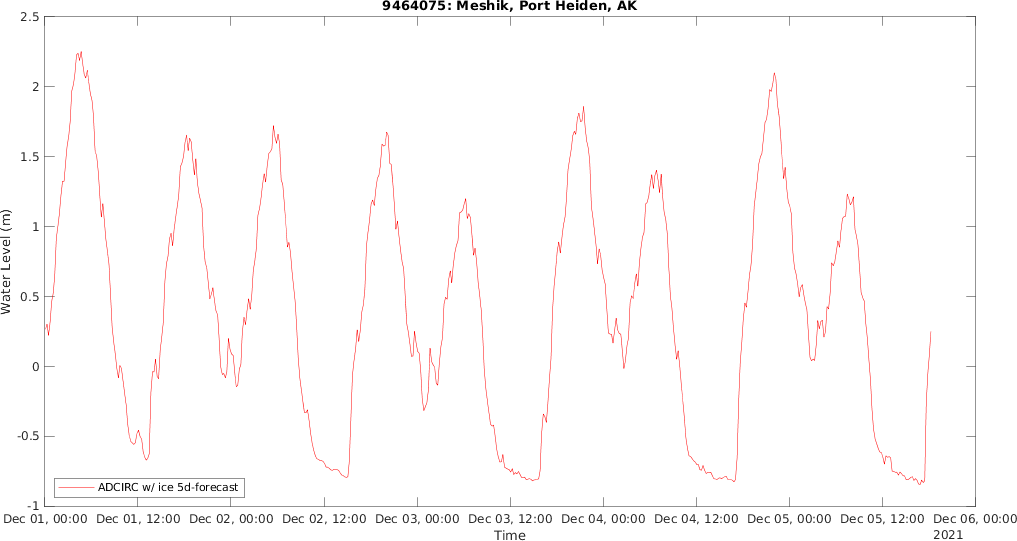 9464075: Meshik, Port Heiden, AK
2.5
2
1.5
1
0.5
0
-0.5
-1
Water Level (m)
ADCIRC w/ ice 5d-forecast
Dec 01, 00:00 Dec 01, 12:00 Dec 02, 00:00 Dec 02, 12:00 Dec 03, 00:00 Dec 03, 12:00 Dec 04, 00:00 Dec 04, 12:00 Dec 05, 00:00 Dec 05, 12:00 Dec 06, 00:00
Time
2021